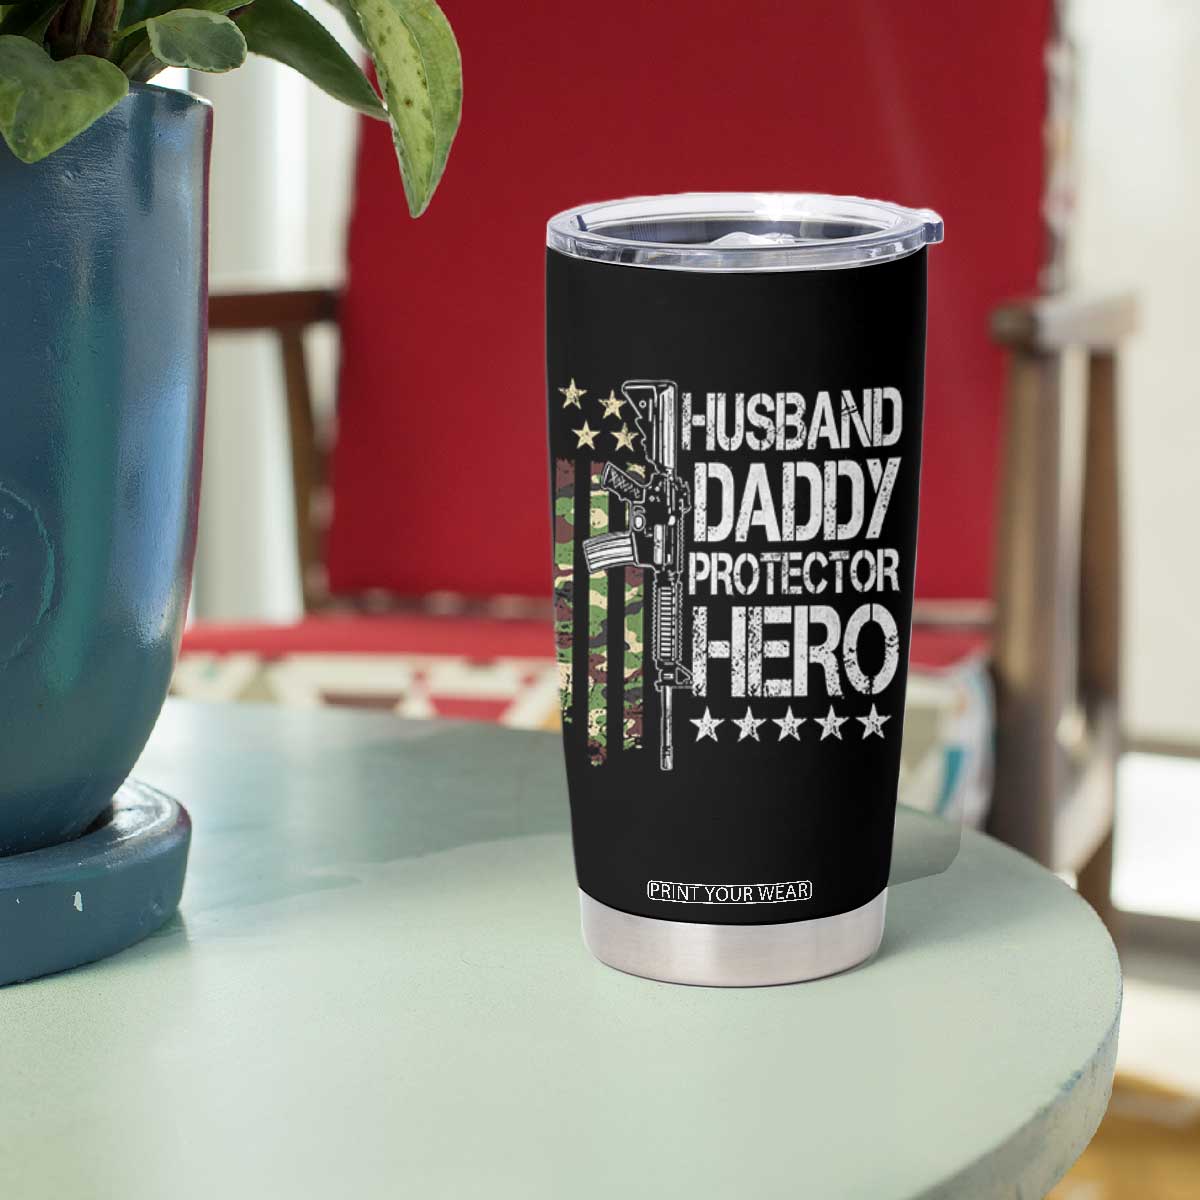 HUSBAND
DADDY
PROTECTOR
HERO
PRINT YOUR WEAR